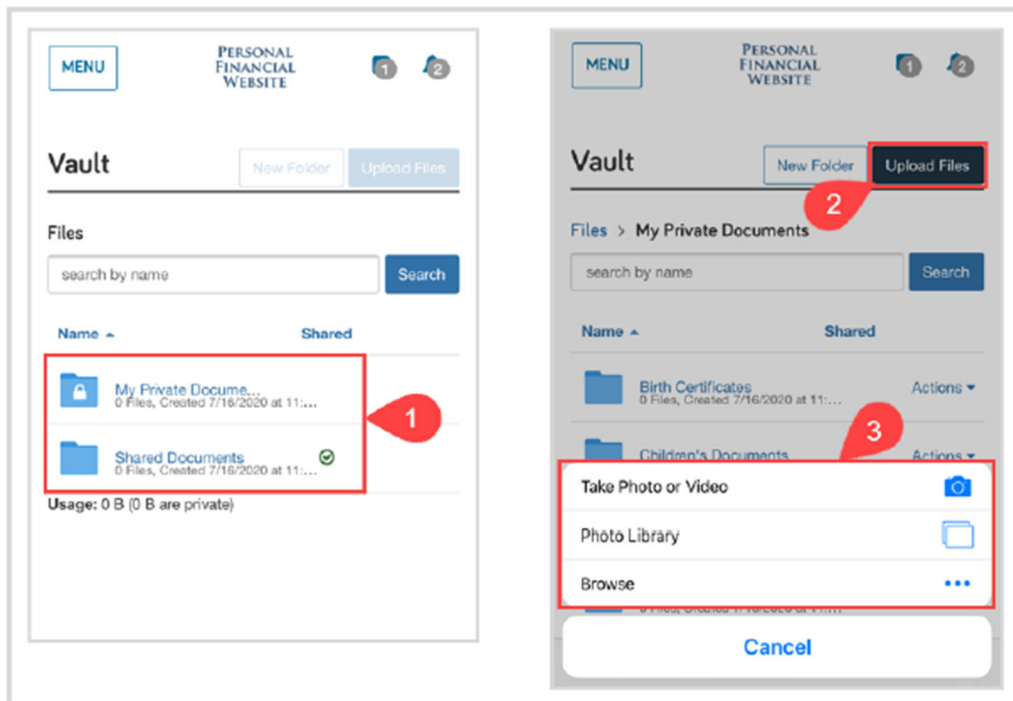 MENU
PERSONAL
FINANCIAL
WEBSITE
1
2
Vault
New Folder
Upload Files
Files
search by name
Search
Name
Shared
My Private Docume...
0 Files, Created 7/16/2020 at 11:...
Shared Documents
0 Files, Created 7/16/2020 at 11:...
1
Usage: 0 B (0 B are private)
MENU
PERSONAL
FINANCIAL
WEBSITE
1
2
Vault
New Folder
Upload Files
2
Files > My Private Documents
search by name
Search
Name
Shared
Birth Certificates
Actions
0 Files, Created 7/16/2020 at 11:...
3
Children's Documents
Actions
Take Photo or Video
Photo Library
Browse
Cancel